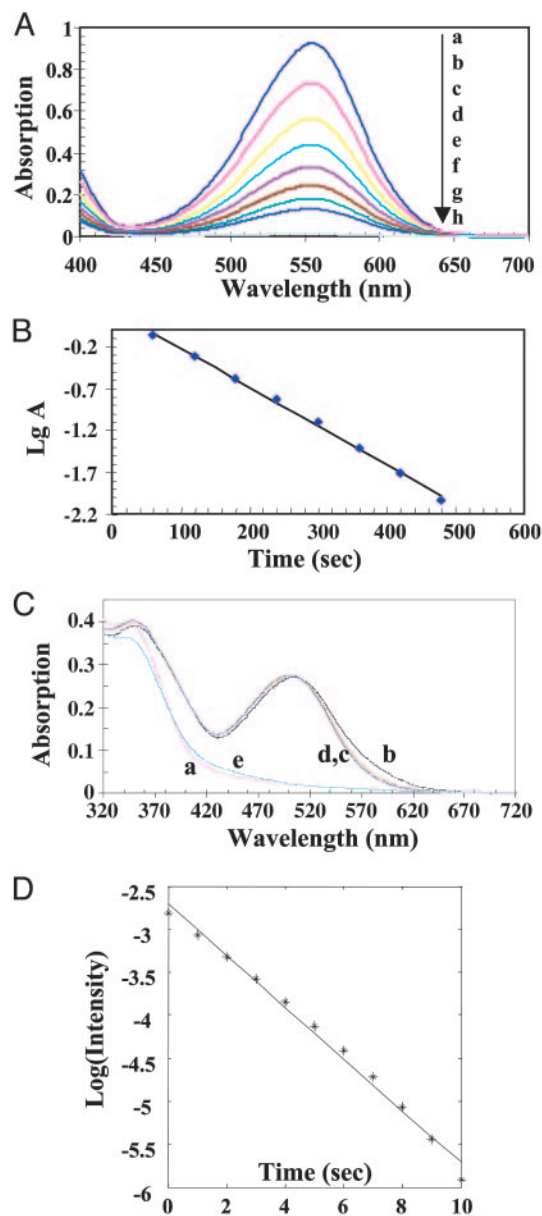 A
Absorption
1
0.8
0.6
0.4
0.2
0
a
b
c
d
e
f
g
h
400 450 500 550 600 650 700
Wavelength (nm)
B
Lg A
-0.2
-0.7
-1.2
-1.7
-2.2
0 100 200 300 400 500 600
Time (sec)
C
Absorption
0.4
0.3
0.2
0.1
0
a e d,c b
320 370 420 470 520 570 620 670 720
Wavelength (nm)
D
Log(Intensity)
-2.5
-3
-3.5
-4
-4.5
-5
-5.5
-6
Time (sec)
0 2 4 6 8 10